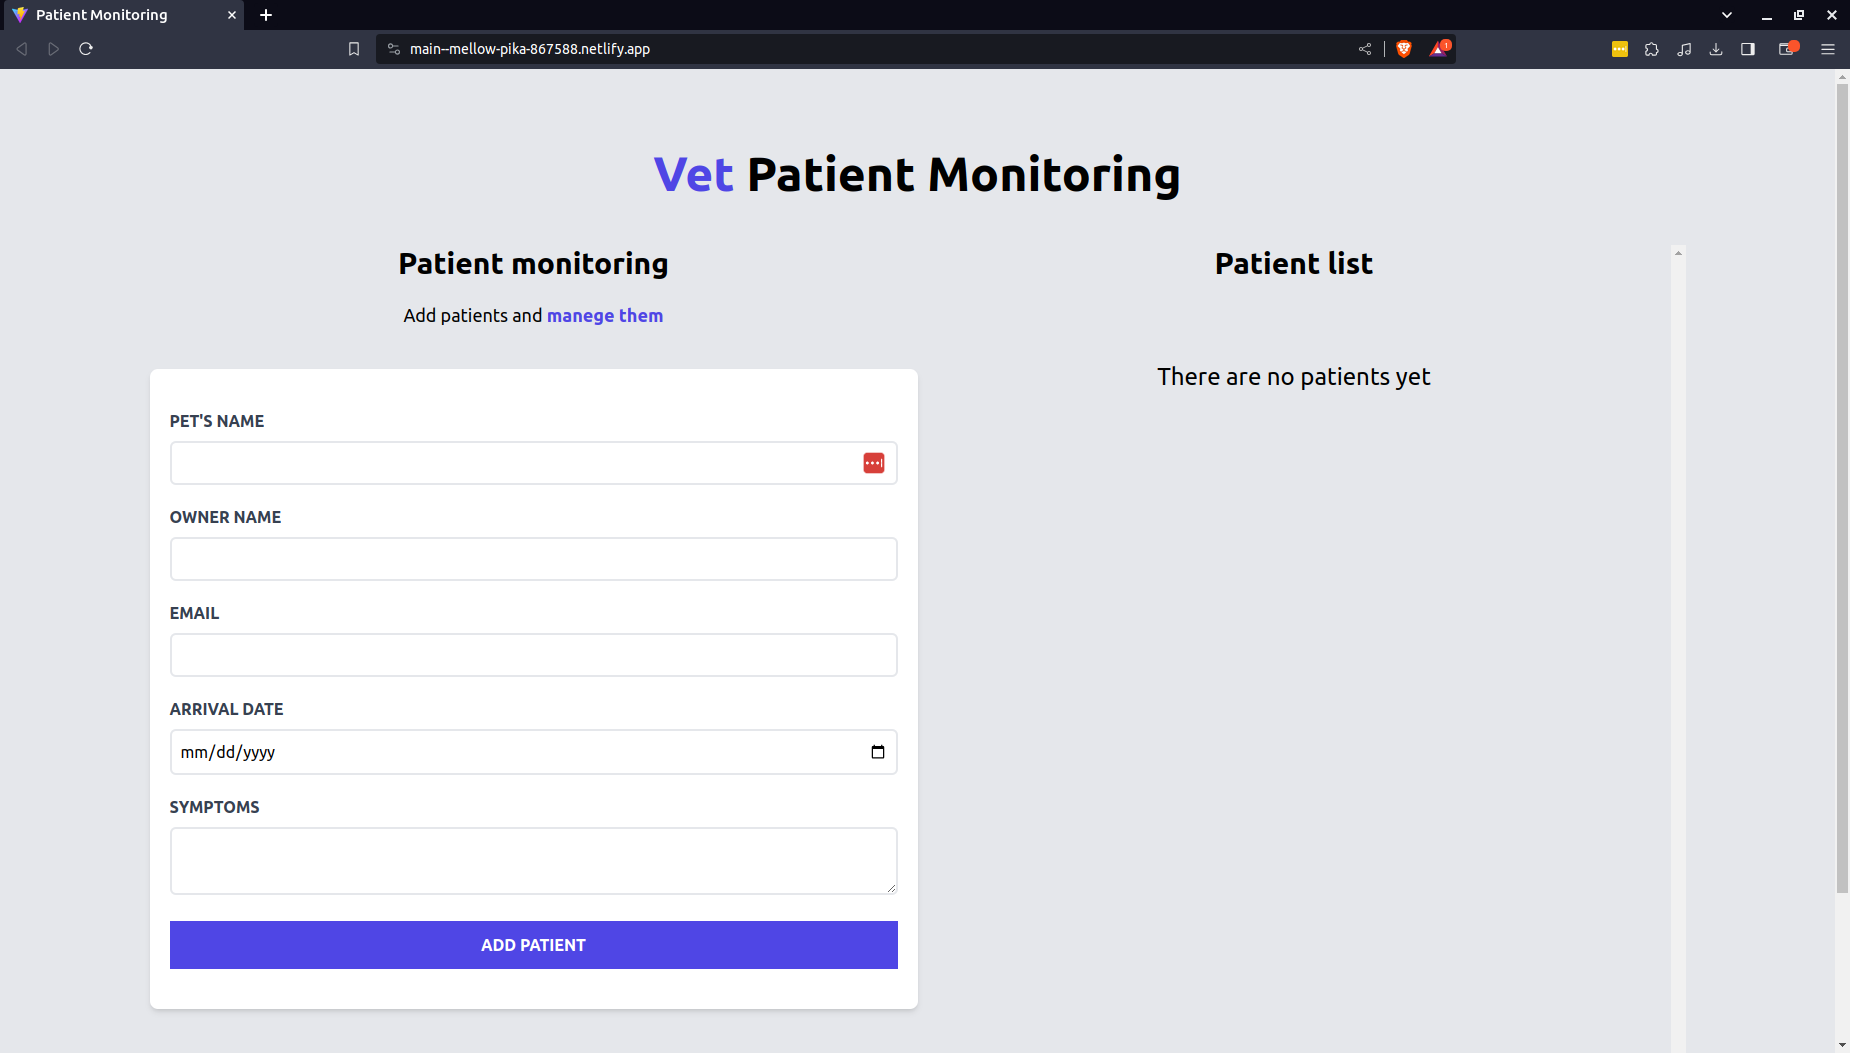 Patient Monitoring
main--mellow-pika-867588.netlify.app
1
Vet Patient Monitoring
Patient monitoring
Add patients and manege them
PET'S NAME
OWNER NAME
EMAIL
ARRIVAL DATE
mm/dd/yyyy
SYMPTOMS
ADD PATIENT
Patient list
There are no patients yet